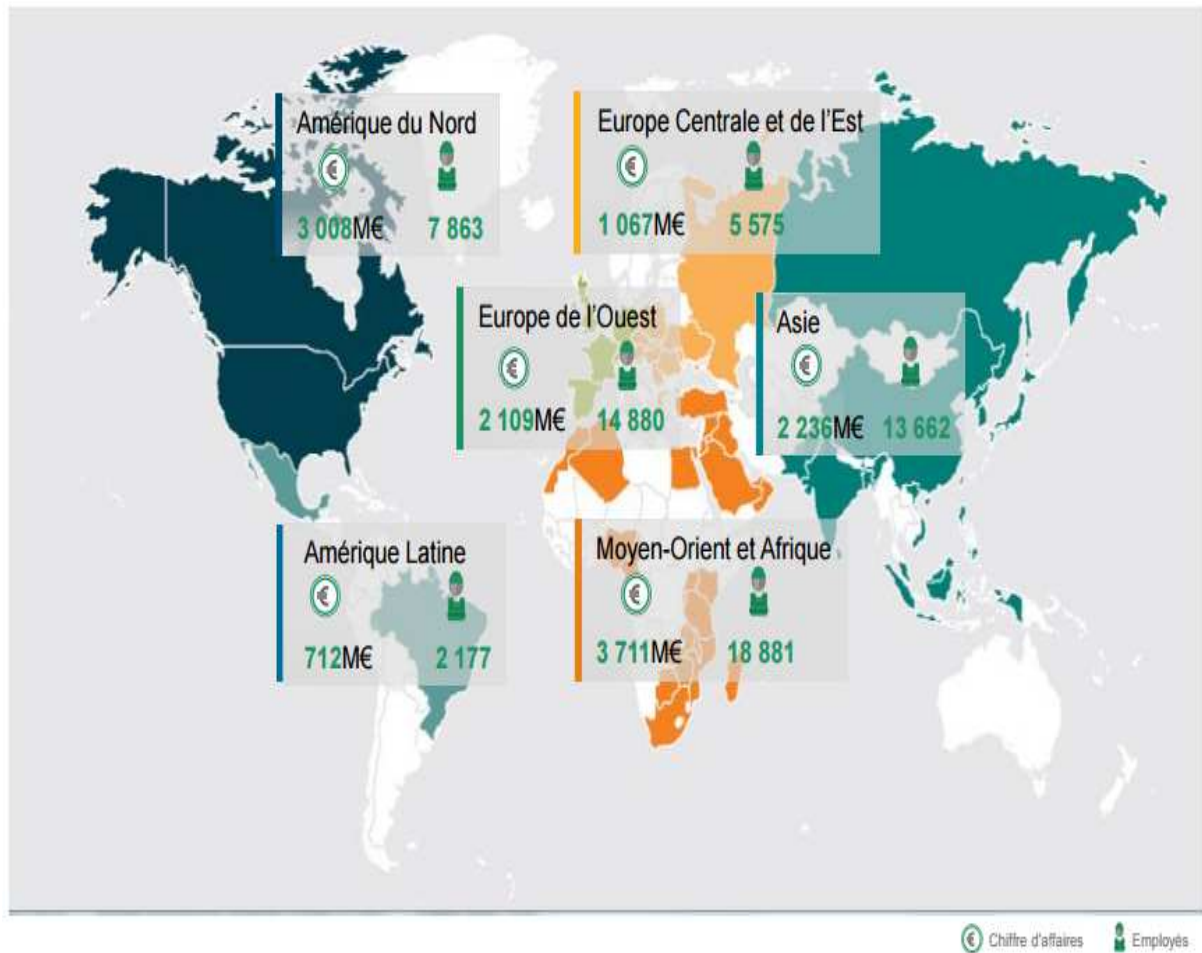 Amérique du Nord
€
3 008M€ 7 863
Europe Centrale et de l'Est
€
1 067M€ 5 575
Europe de l'Ouest
€
2 109M€ 14 880
Asie
€
2 236M€ 13 662
Amérique Latine
€
712M€ 2 177
Moyen-Orient et Afrique
€
3 711M€ 18 881
€ Chiffre d'affaires Employés